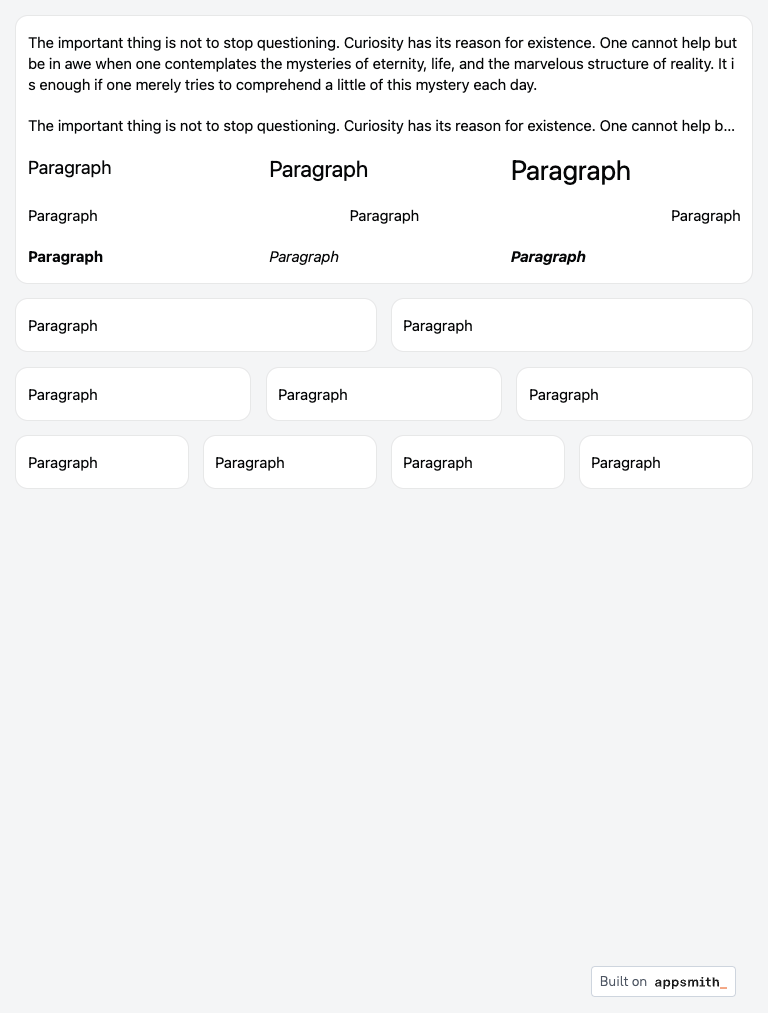 The important thing is not to stop questioning. Curiosity has its reason for existence. One cannot help but
be in awe when one contemplates the mysteries of eternity, life, and the marvelous structure of reality. It i
s enough if one merely tries to comprehend a little of this mystery each day.
The important thing is not to stop questioning. Curiosity has its reason for existence. One cannot help b...
Paragraph Paragraph Paragraph
Paragraph Paragraph Paragraph
Paragraph Paragraph Paragraph
Paragraph Paragraph
Paragraph Paragraph Paragraph
Paragraph Paragraph Paragraph Paragraph
Built on appsmith_